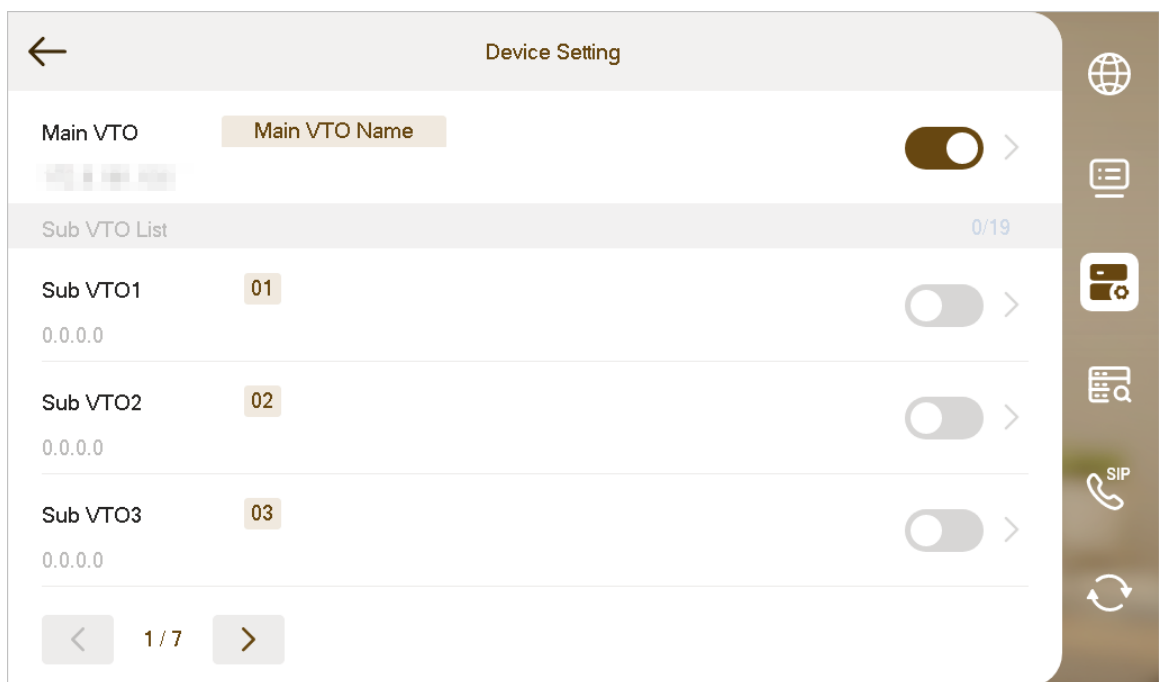 Device Setting
Main VTO Main VTO Name
Sub VTO List 0/19
Sub VTO1 01
0.0.0.0
Sub VTO2 02
0.0.0.0
Sub VTO3 03
0.0.0.0
1 / 7
SIP